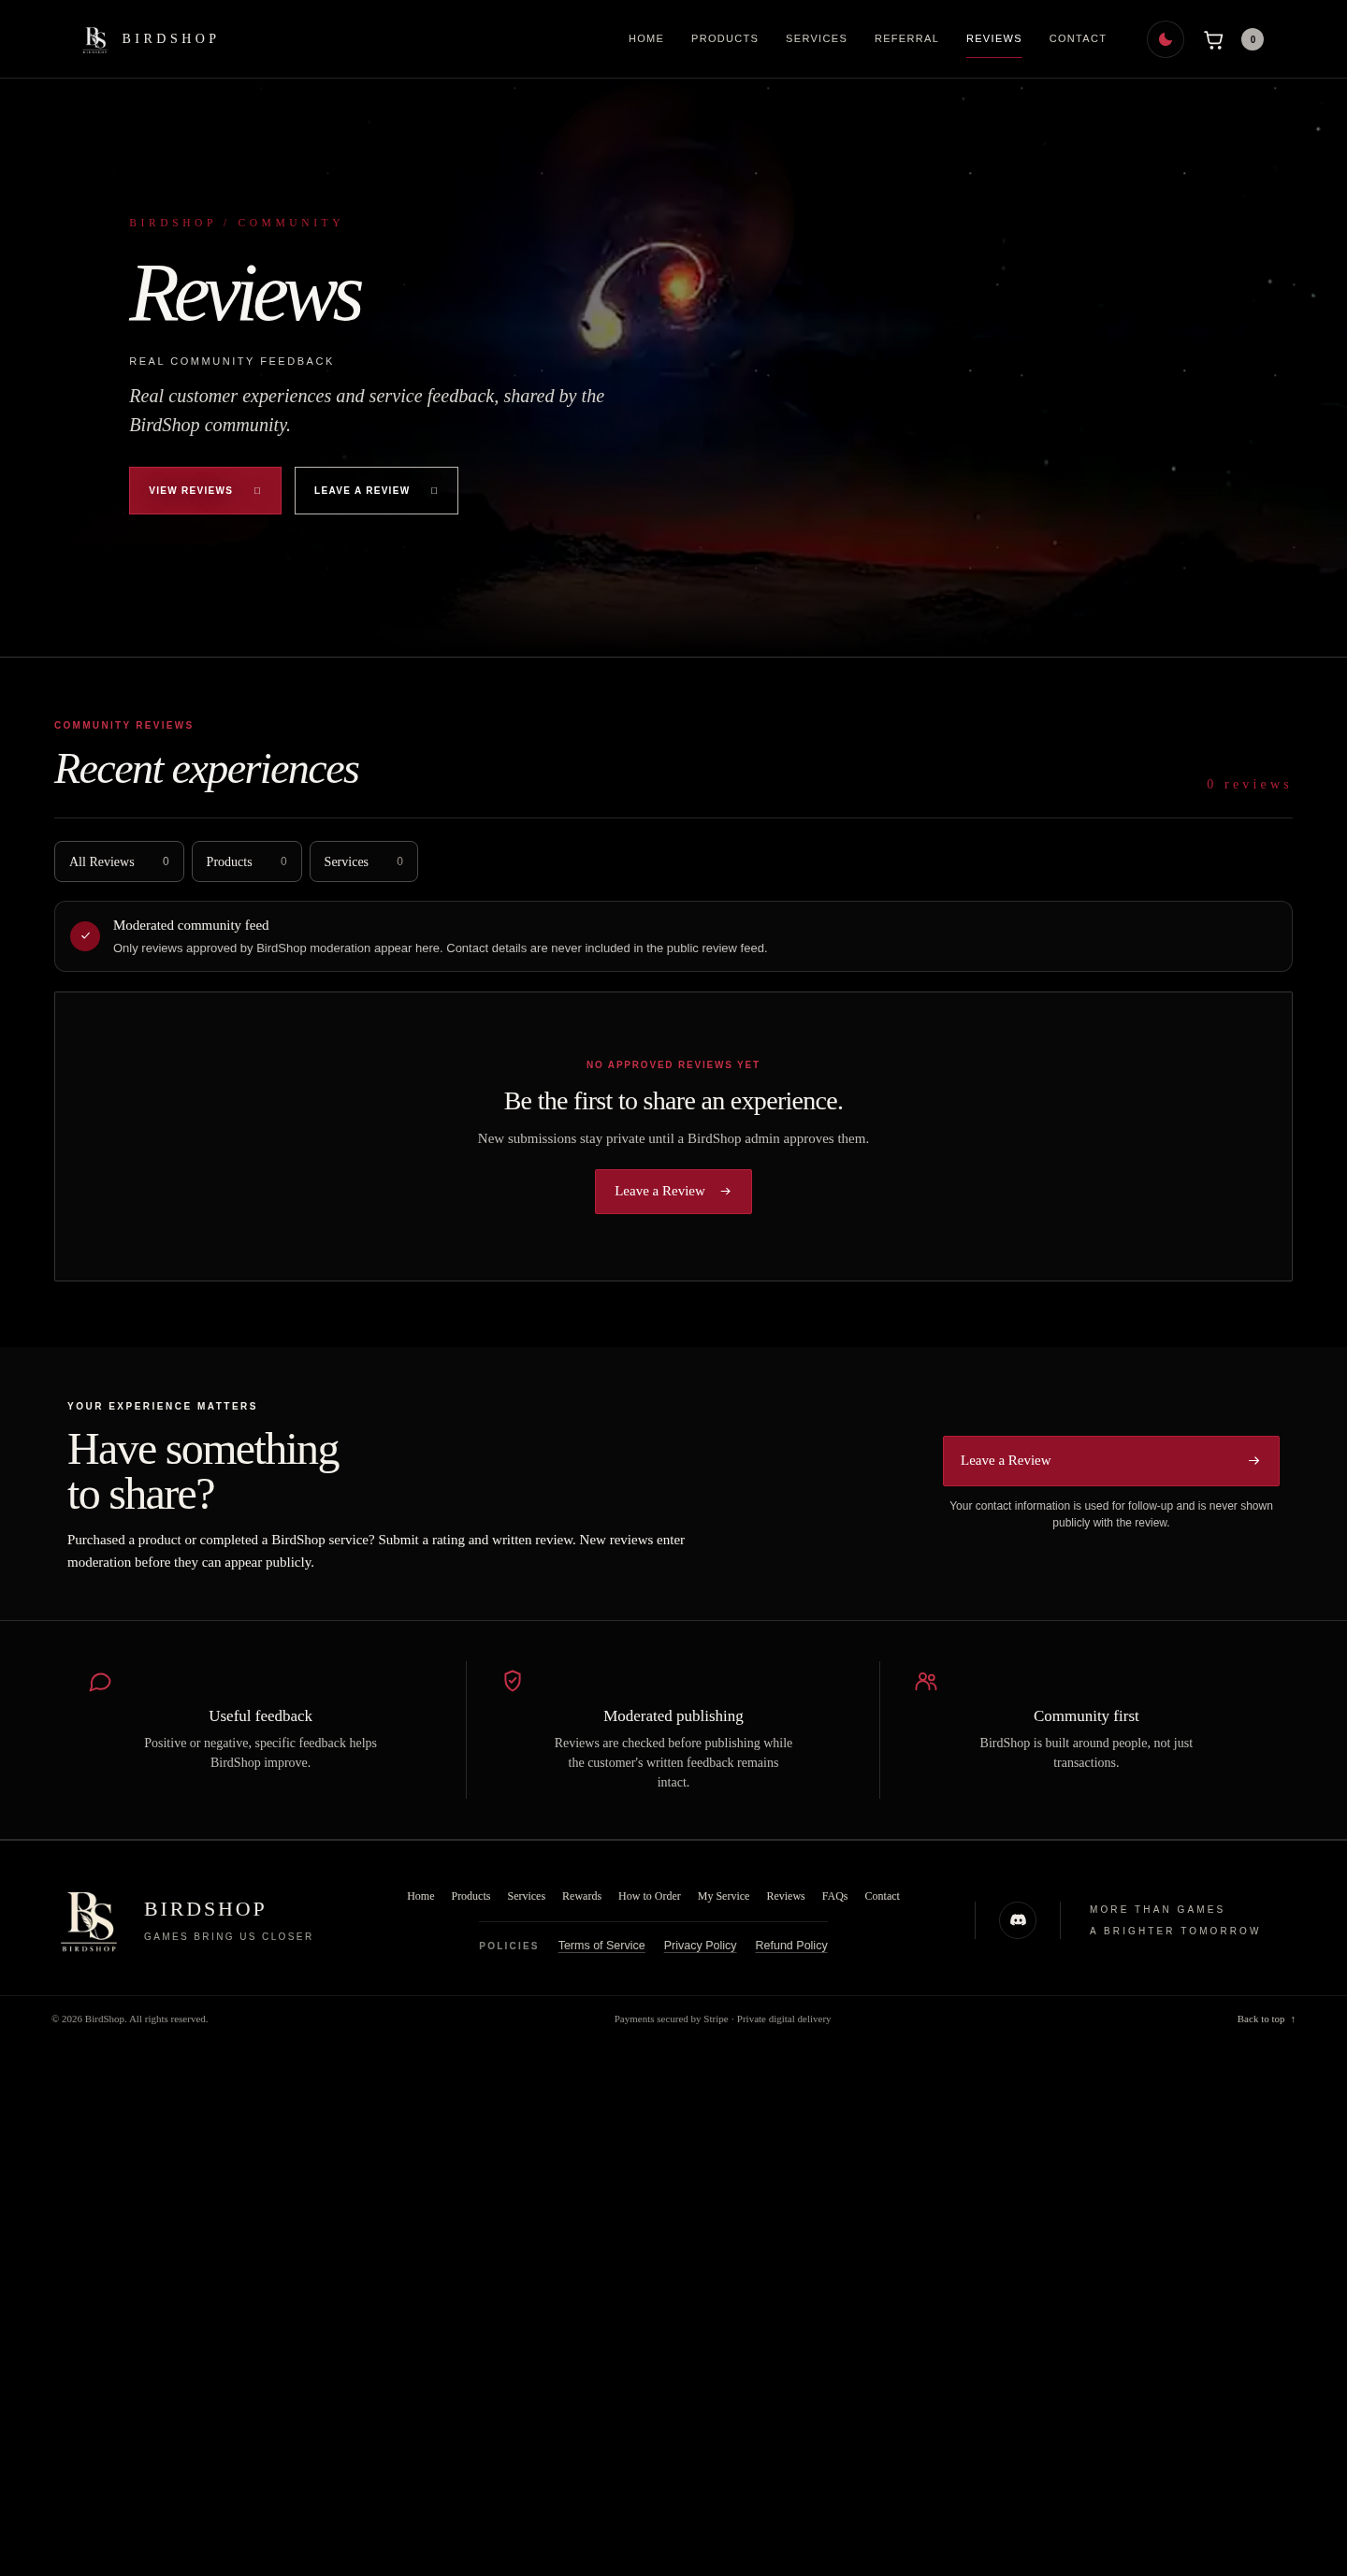 BS
BIRDSHOP
BIRDSHOP
HOME PRODUCTS SERVICES REFERRAL REVIEWS CONTACT 0
BIRDSHOP / COMMUNITY
Reviews
REAL COMMUNITY FEEDBACK
Real customer experiences and service feedback, shared by the
BirdShop community.
VIEW REVIEWS LEAVE A REVIEW
COMMUNITY REVIEWS
Recent experiences
0 reviews
All Reviews 0 Products 0 Services 0
Moderated community feed
Only reviews approved by BirdShop moderation appear here. Contact details are never included in the public review feed.
NO APPROVED REVIEWS YET
Be the first to share an experience.
New submissions stay private until a BirdShop admin approves them.
Leave a Review →
YOUR EXPERIENCE MATTERS
Have something
to share?
Purchased a product or completed a BirdShop service? Submit a rating and written review. New reviews enter
moderation before they can appear publicly.
Leave a Review →
Your contact information is used for follow-up and is never shown
publicly with the review.
Useful feedback
Positive or negative, specific feedback helps
BirdShop improve.
Moderated publishing
Reviews are checked before publishing while
the customer's written feedback remains
intact.
Community first
BirdShop is built around people, not just
transactions.
BS
BIRDSHOP
BIRDSHOP
GAMES BRING US CLOSER
Home Products Services Rewards How to Order My Service Reviews FAQs Contact
POLICIES Terms of Service Privacy Policy Refund Policy
MORE THAN GAMES
A BRIGHTER TOMORROW
© 2026 BirdShop. All rights reserved.
Payments secured by Stripe · Private digital delivery
Back to top ↑